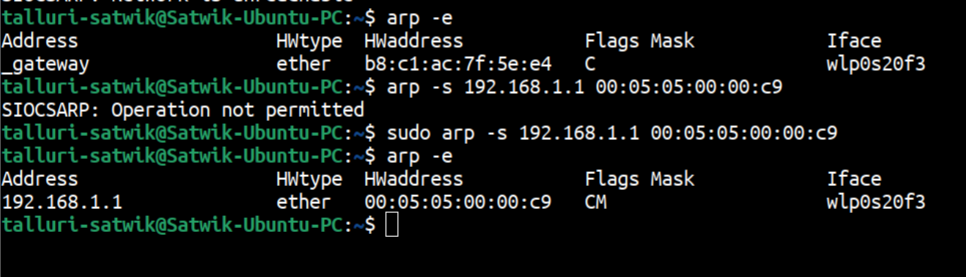 talluri-satwik@Satwik-Ubuntu-PC:~$ arp -e
Address HWtype HWaddress Flags Mask Iface
_gateway ether b8:c1:ac:7f:5e:e4 C wlp0s20f3
talluri-satwik@Satwik-Ubuntu-PC:~$ arp -s 192.168.1.1 00:05:05:00:00:c9
SIOCSARP: Operation not permitted
talluri-satwik@Satwik-Ubuntu-PC:~$ sudo arp -s 192.168.1.1 00:05:05:00:00:c9
talluri-satwik@Satwik-Ubuntu-PC:~$ arp -e
Address HWtype HWaddress Flags Mask Iface
192.168.1.1 ether 00:05:05:00:00:c9 CM wlp0s20f3
talluri-satwik@Satwik-Ubuntu-PC:~$